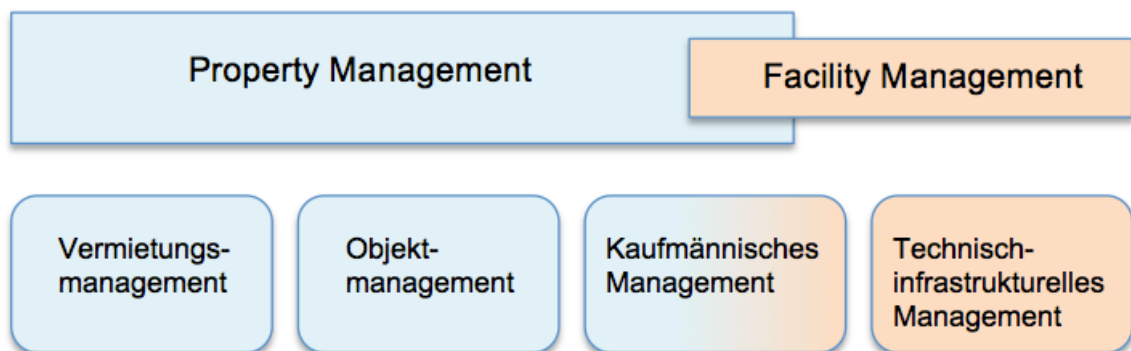 Property Management
Facility Management
Vermietungs-
management
Objekt-
management
Kaufmännisches
Management
Technisch-
infrastrukturelles
Management